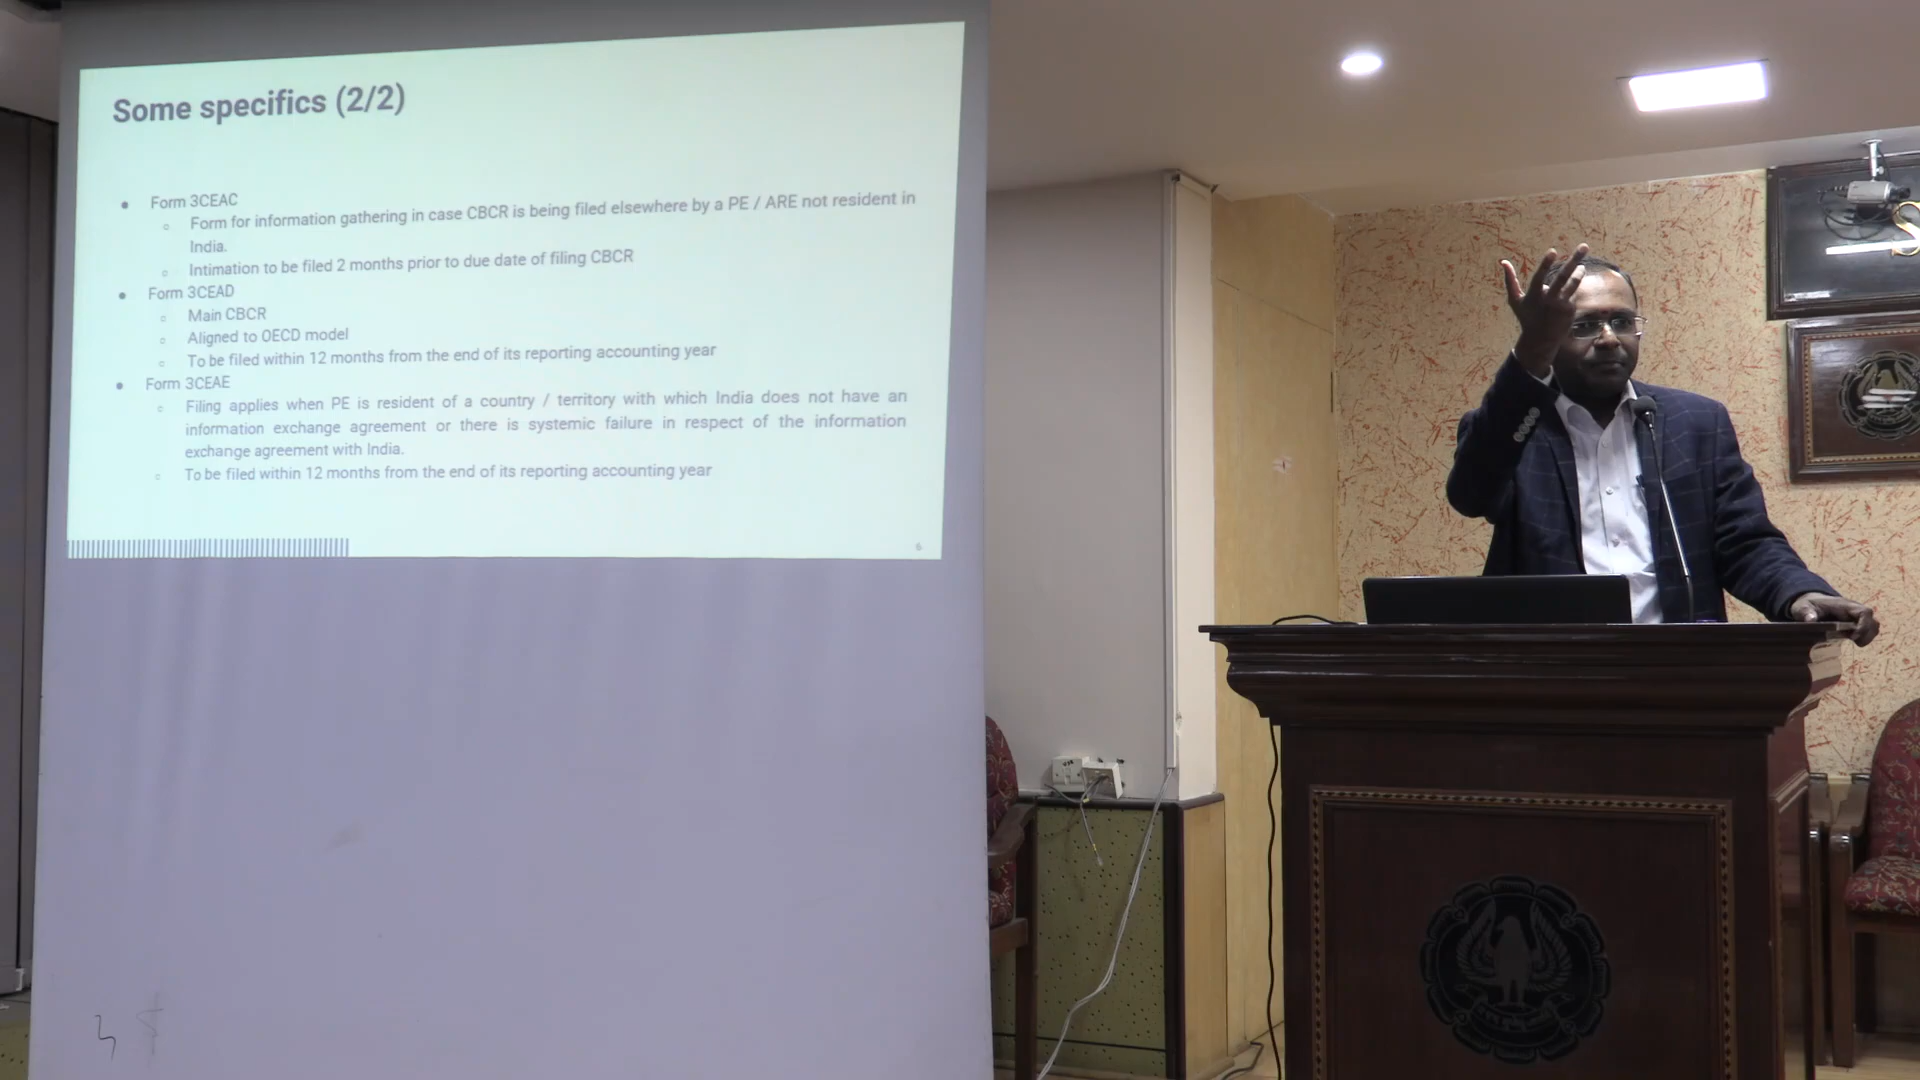 Some specifics (2/2)
Form 3CEAC
Form for information gathering in case CBCR is being filed elsewhere by a PE / ARE not resident in
India.
Intimation to be filed 2 months prior to due date of filing CBCR
Form 3CEAD
Main CBCR
Aligned to OECD model
To be filed within 12 months from the end of its reporting accounting year
Form 3CEAE
Filing applies when PE is resident of a country / territory with which India does not have an
information exchange agreement or there is systemic failure in respect of the information
exchange agreement with India.
To be filed within 12 months from the end of its reporting accounting year
6